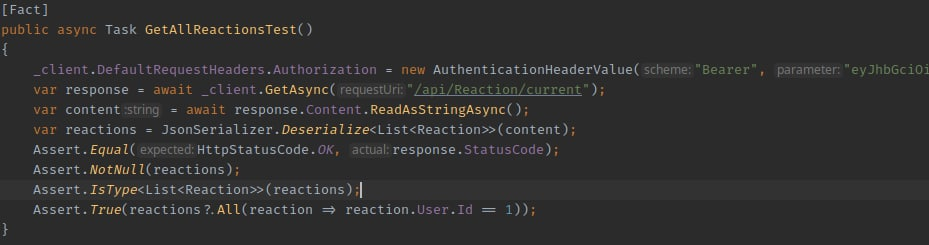 [Fact]
public async Task GetAllReactionsTest()
{
_client.DefaultRequestHeaders.Authorization = new AuthenticationHeaderValue( scheme: "Bearer", parameter: "eyJhbGciOi
var response = await _client.GetAsync( requestUri: "/api/Reaction/current");
var content :string = await response.Content.ReadAsStringAsync();
var reactions = JsonSerializer.Deserialize<List<Reaction>>(content);
Assert.Equal( expected: HttpStatusCode.OK, actual: response.StatusCode);
Assert.NotNull(reactions);
Assert.IsType<List<Reaction>>(reactions);
Assert.True(reactions?.All(reaction => reaction.User.Id == 1));
}